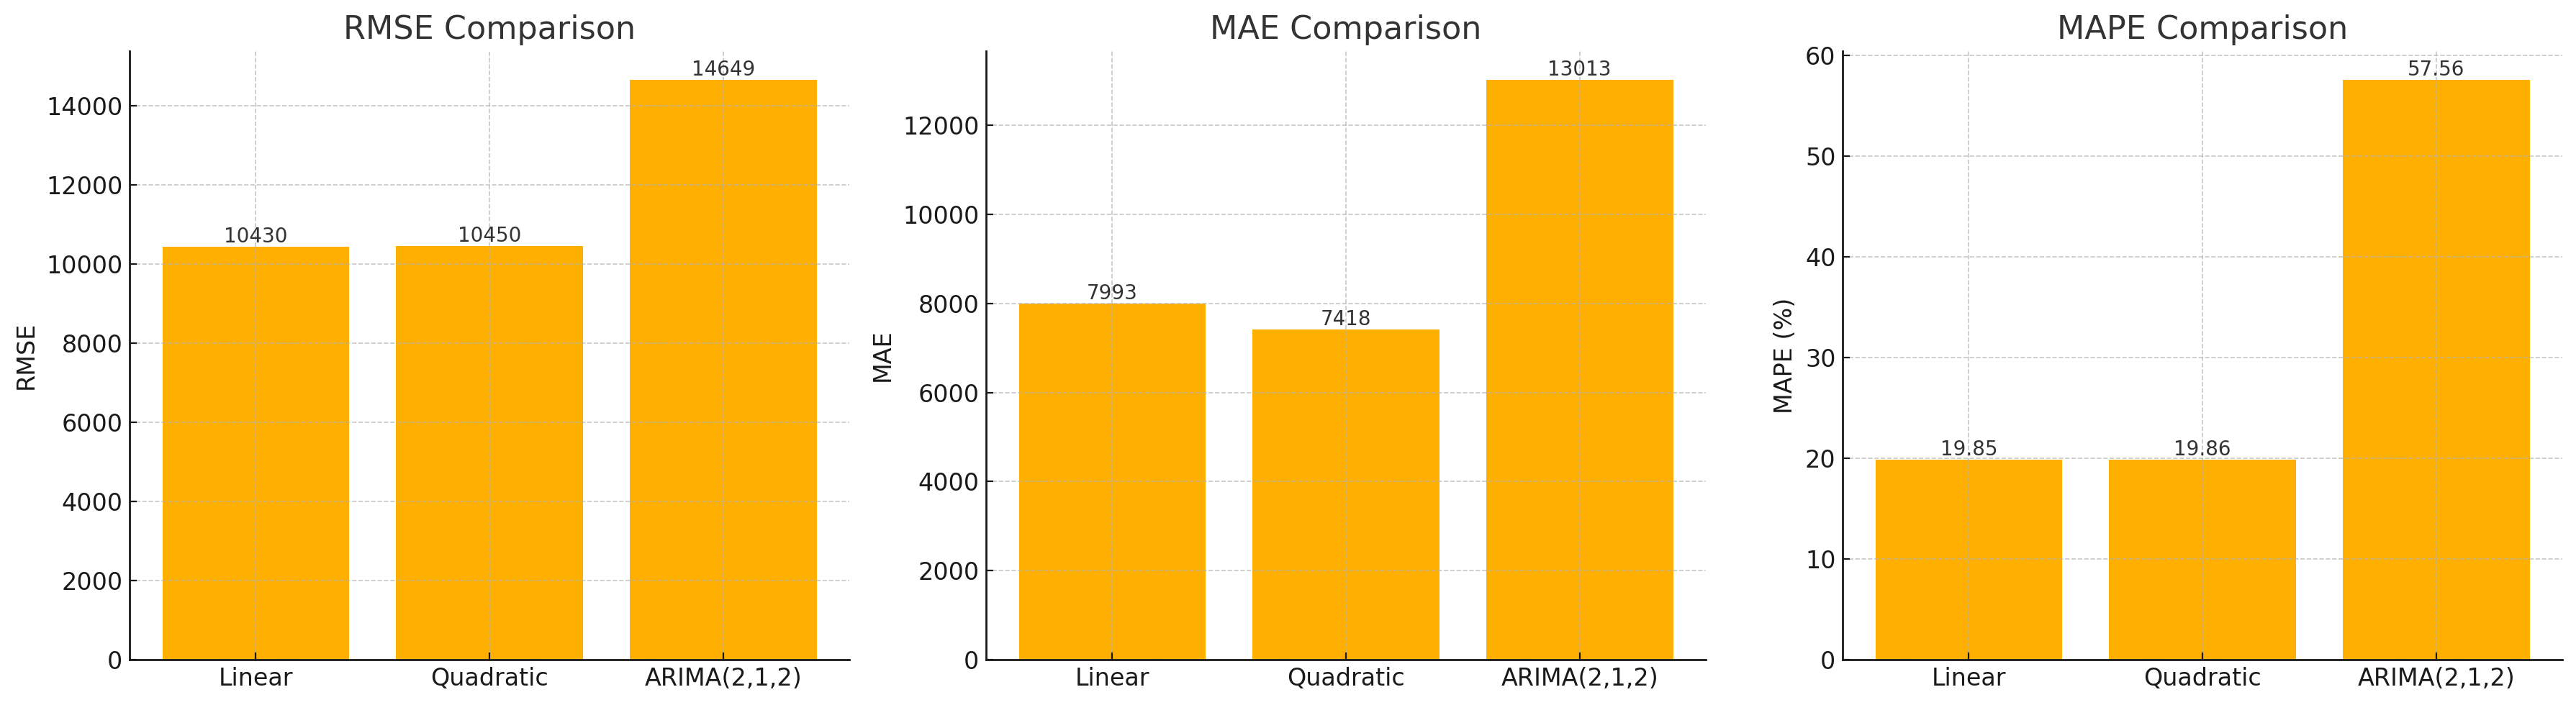 RMSE Comparison
RMSE
14000
12000
10000
8000
6000
4000
2000
0
10430
10450
14649
Linear
Quadratic
ARIMA(2,1,2)
MAE Comparison
MAE
12000
10000
8000
6000
4000
2000
0
7993
7418
13013
Linear
Quadratic
ARIMA(2,1,2)
MAPE Comparison
MAPE (%)
60
50
40
30
20
10
0
19.85
19.86
57.56
Linear
Quadratic
ARIMA(2,1,2)